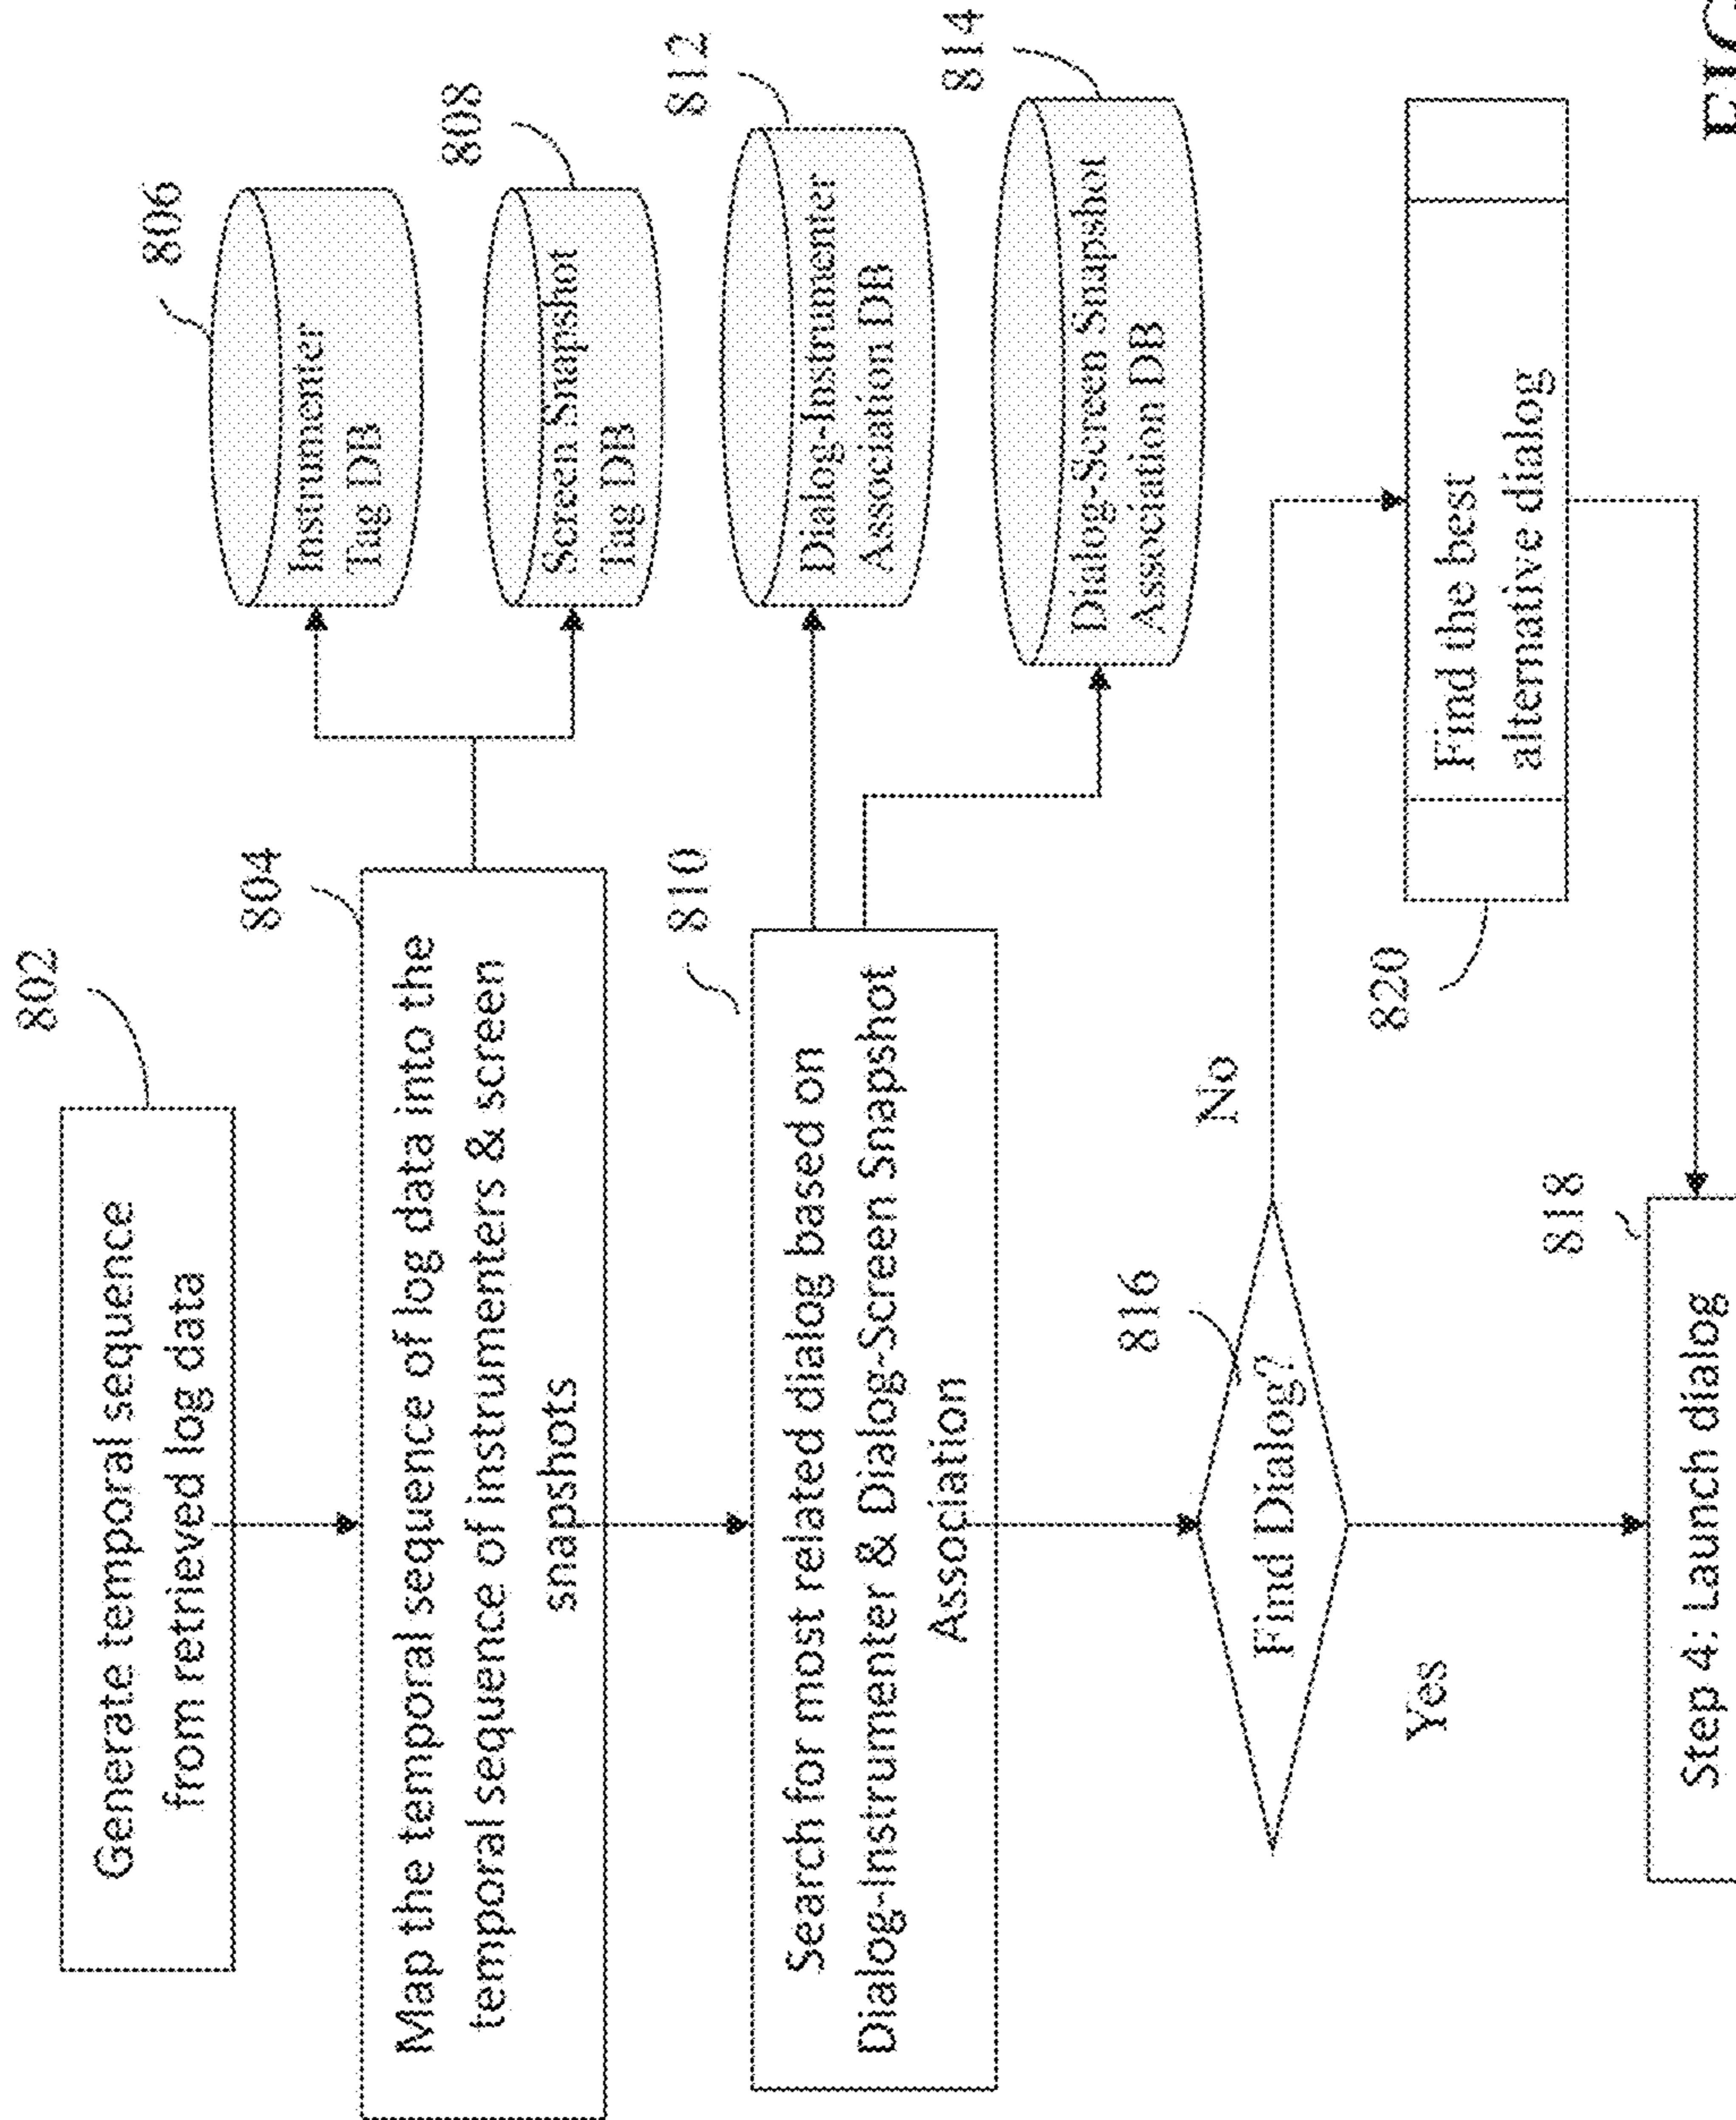 802
Generate temporal sequence
from retrieved log data
804
Map the temporal sequence of log data into the
temporal sequence of instrumenters & screen
snapshots
806
Instrumenter
Tag DB
808
Screen Snapshot
Tag DB
810
Search for most related dialog based on
Dialog-Instrumenter & Dialog-Screen Snapshot
Association
812
Dialog-Instrumenter
Association DB
814
Dialog-Screen Snapshot
Association DB
816
Find Dialog?
No
Yes
820
Find the best
alternative dialog
818
Step 4: Launch dialog